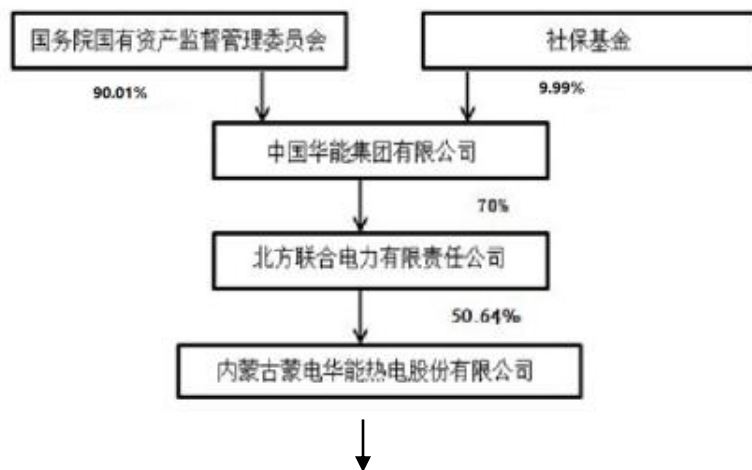 国务院国有资产监督管理委员会
社保基金
90.01%
9.99%
中国华能集团有限公司
70%
北方联合电力有限责任公司
50.64%
内蒙古蒙电华能热电股份有限公司